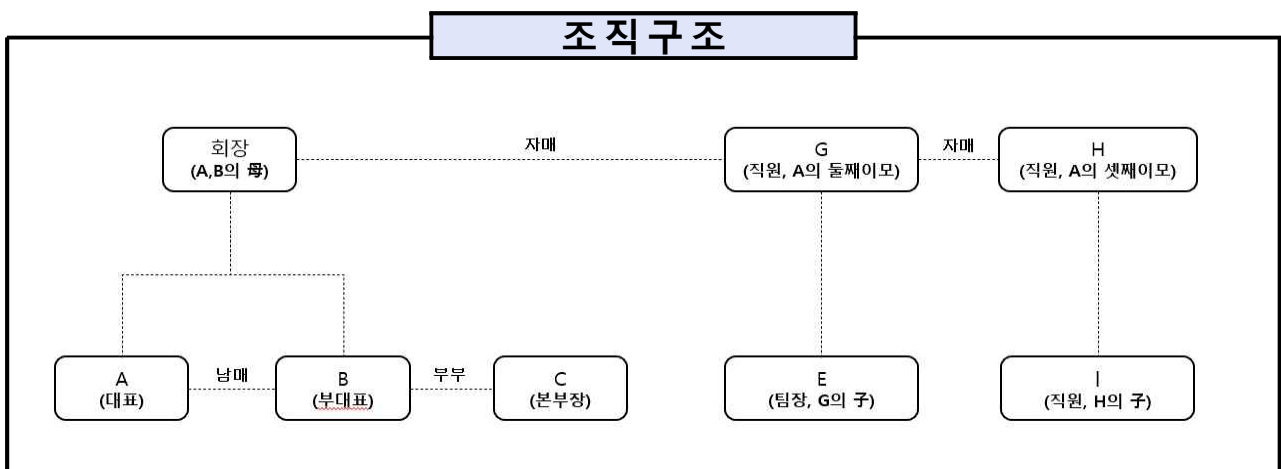 조직구조
회장
(A,B의 母)
자매
G
(직원, A의 둘째이모)
자매
H
(직원, A의 셋째이모)
A
(대표)
남매
B
(부대표)
부부
C
(본부장)
E
(팀장, G의 子)
I
(직원, H의 子)